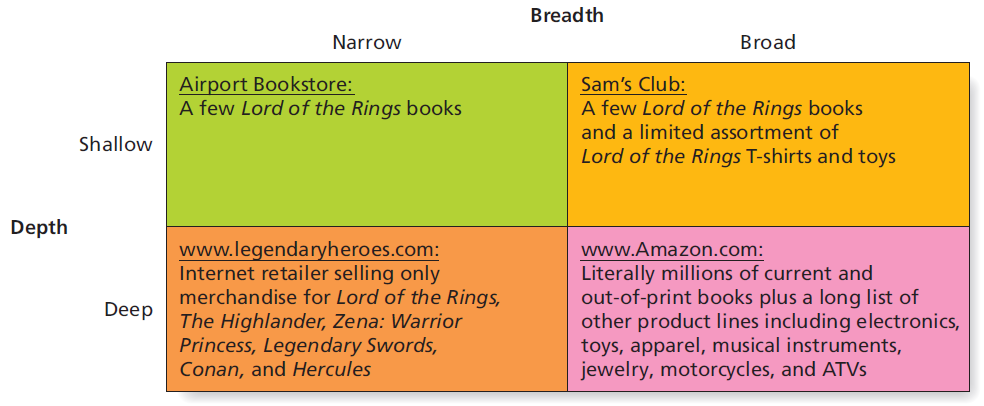 Breadth
Narrow
Broad
Depth
Shallow
Airport Bookstore:
A few Lord of the Rings books
Sam's Club:
A few Lord of the Rings books
and a limited assortment of
Lord of the Rings T-shirts and toys
Deep
www.legendaryheroes.com:
Internet retailer selling only
merchandise for Lord of the Rings,
The Highlander, Zena: Warrior
Princess, Legendary Swords,
Conan, and Hercules
www.Amazon.com:
Literally millions of current and
out-of-print books plus a long list of
other product lines including electronics,
toys, apparel, musical instruments,
jewelry, motorcycles, and ATVs